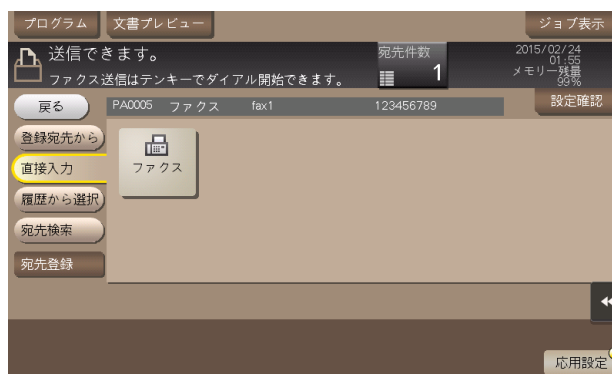 プログラム 文書プレビュー ジョブ表示
送信できます。
ファクス送信はテンキーでダイアル開始できます。
宛先件数
1
2015/02/24
01:55
メモリー残量
99%
戻る PA0005 ファクス fax1 123456789 設定確認
登録宛先から
直接入力
ファクス
履歴から選択
宛先検索
宛先登録
応用設定